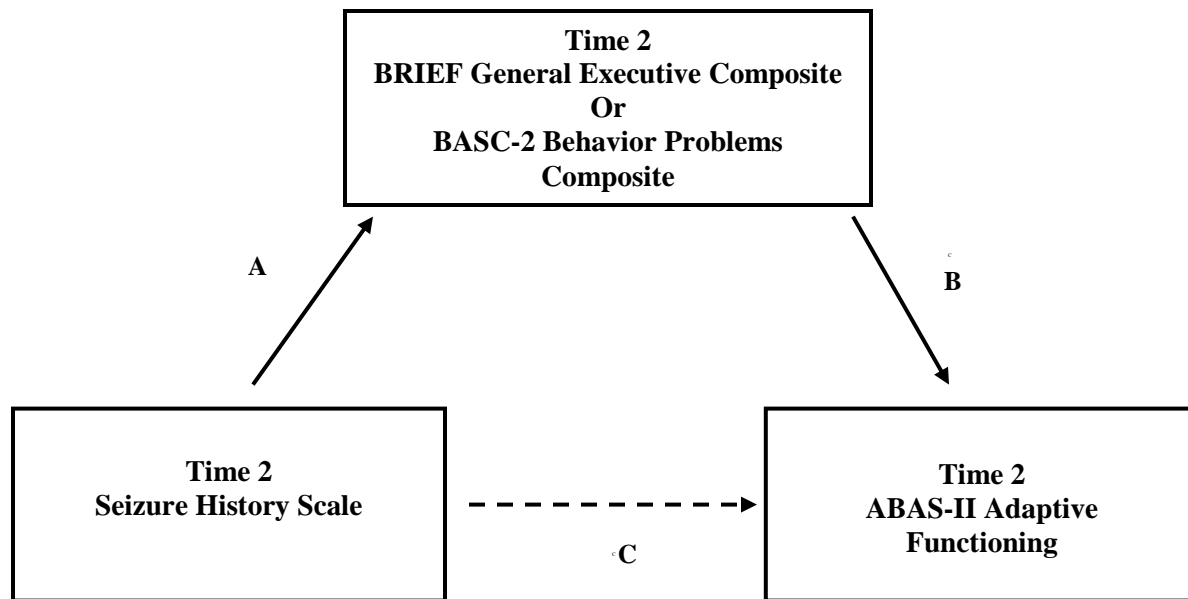 Time 2
BRIEF General Executive Composite
Or
BASC-2 Behavior Problems
Composite
A
c
B
Time 2
Seizure History Scale
Time 2
ABAS-II Adaptive
Functioning
c C